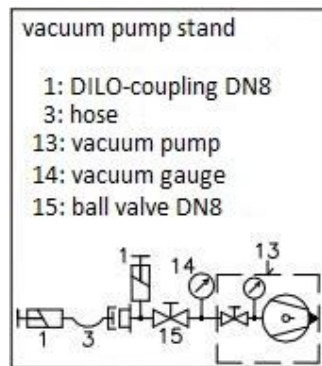 vacuum pump stand
1: DILO-coupling DN8
3: hose
13: vacuum pump
14: vacuum gauge
15: ball valve DN8
13
1
14
1
3
15